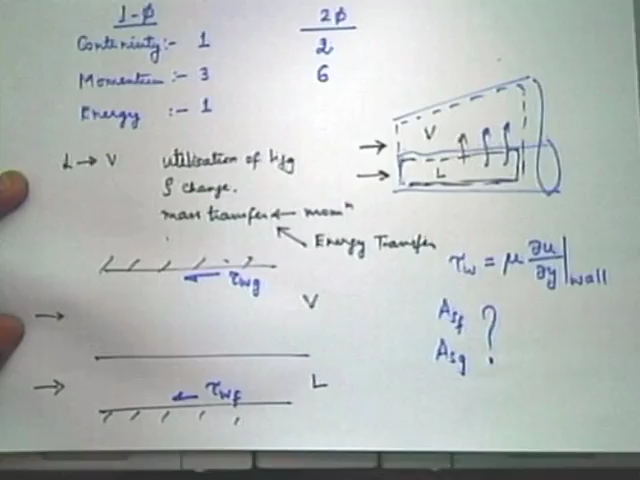 1-φ 2φ
Continuity:- 1 2
Momentum :- 3 6
Energy :- 1
L → V utilisation of hfg
ρ change.
mass transfer ← momⁿ
Energy Transfer
V
L
τwg
V
τw = μ ∂u/∂y |wall
Asf
Asg ?
L
τwf